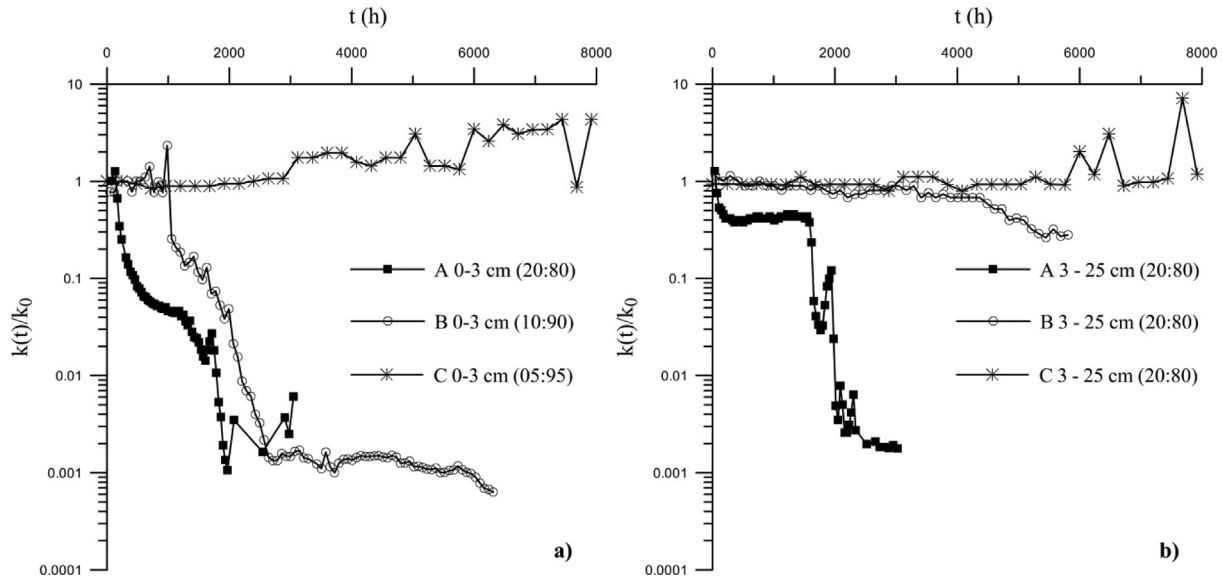 t (h)
0 2000 4000 6000 8000
10
1
0.1
0.01
0.001
0.0001
k(t)/k0
A 0-3 cm (20:80)
B 0-3 cm (10:90)
C 0-3 cm (05:95)
a)
t (h)
0 2000 4000 6000 8000
10
1
0.1
0.01
0.001
0.0001
k(t)/k0
A 3 - 25 cm (20:80)
B 3 - 25 cm (20:80)
C 3 - 25 cm (20:80)
b)